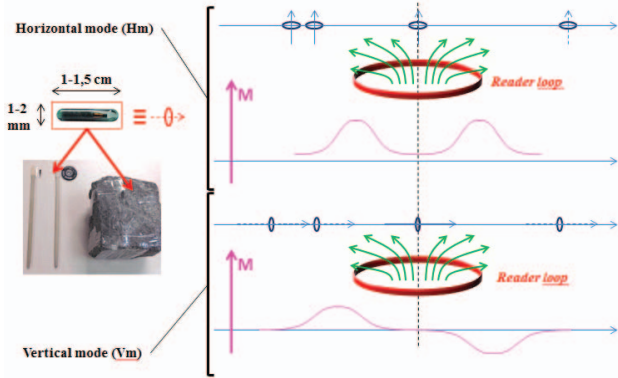 Horizontal mode (Hm)
1-1,5 cm
1-2
mm
M
Reader loop
M
Reader loop
Vertical mode (Vm)